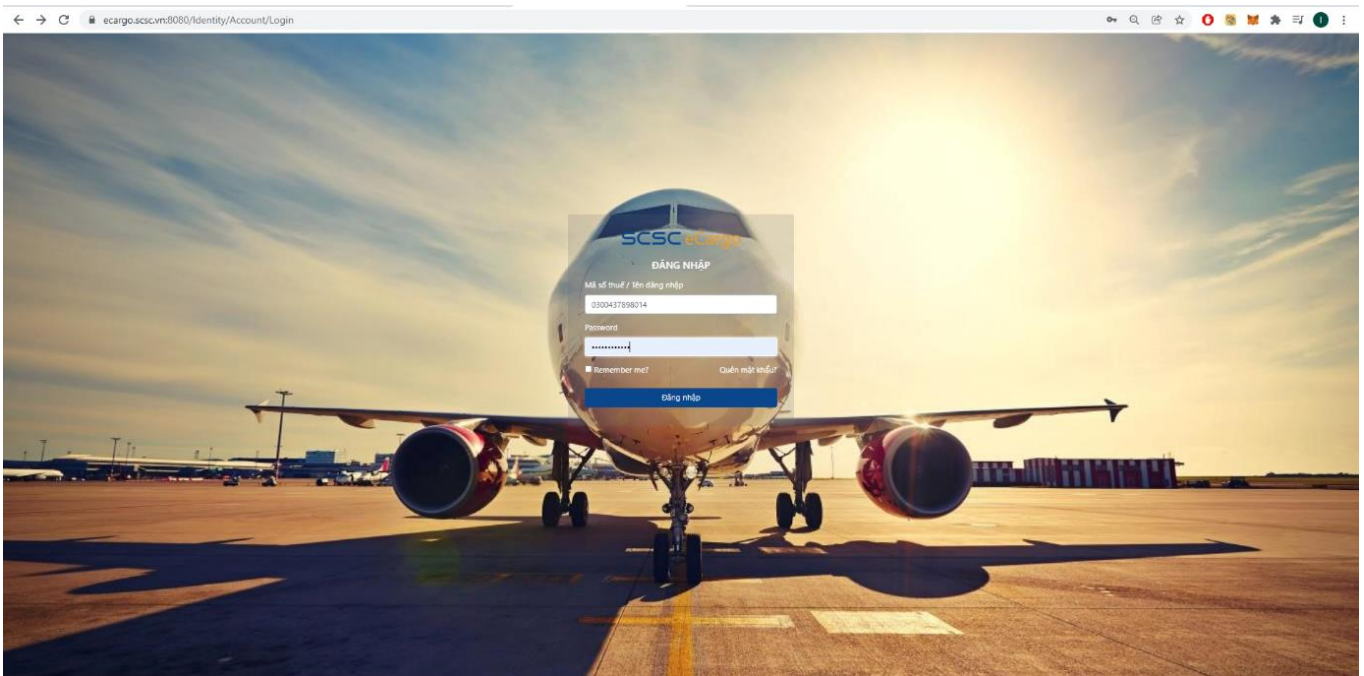 ecargo.scsc.vn:8080/Identity/Account/Login
SCSC eCargo
ĐĂNG NHẬP
Mã số thuế / Tên đăng nhập
0300437898014
Password
Remember me?
Quên mật khẩu?
Đăng nhập